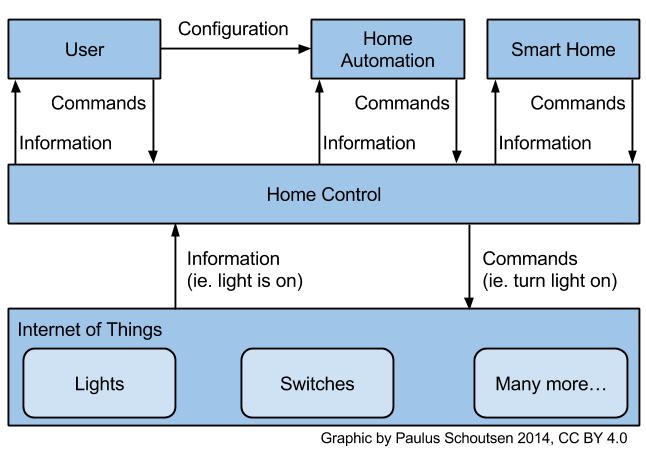 Configuration
User
Home
Automation
Smart Home
Commands
Information
Commands
Information
Commands
Information
Home Control
Information
(ie. light is on)
Commands
(ie. turn light on)
Internet of Things
Lights
Switches
Many more...
Graphic by Paulus Schoutsen 2014, CC BY 4.0